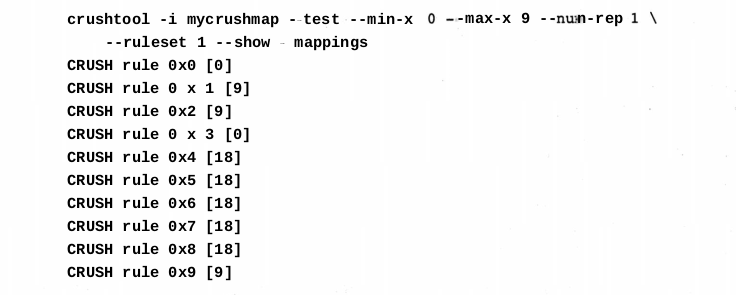 crushtool -i mycrushmap --test --min-x 0 --max-x 9 --num-rep 1 \
--ruleset 1 --show - mappings
CRUSH rule 0x0 [0]
CRUSH rule 0 x 1 [9]
CRUSH rule 0x2 [9]
CRUSH rule 0 x 3 [0]
CRUSH rule 0x4 [18]
CRUSH rule 0x5 [18]
CRUSH rule 0x6 [18]
CRUSH rule 0x7 [18]
CRUSH rule 0x8 [18]
CRUSH rule 0x9 [9]